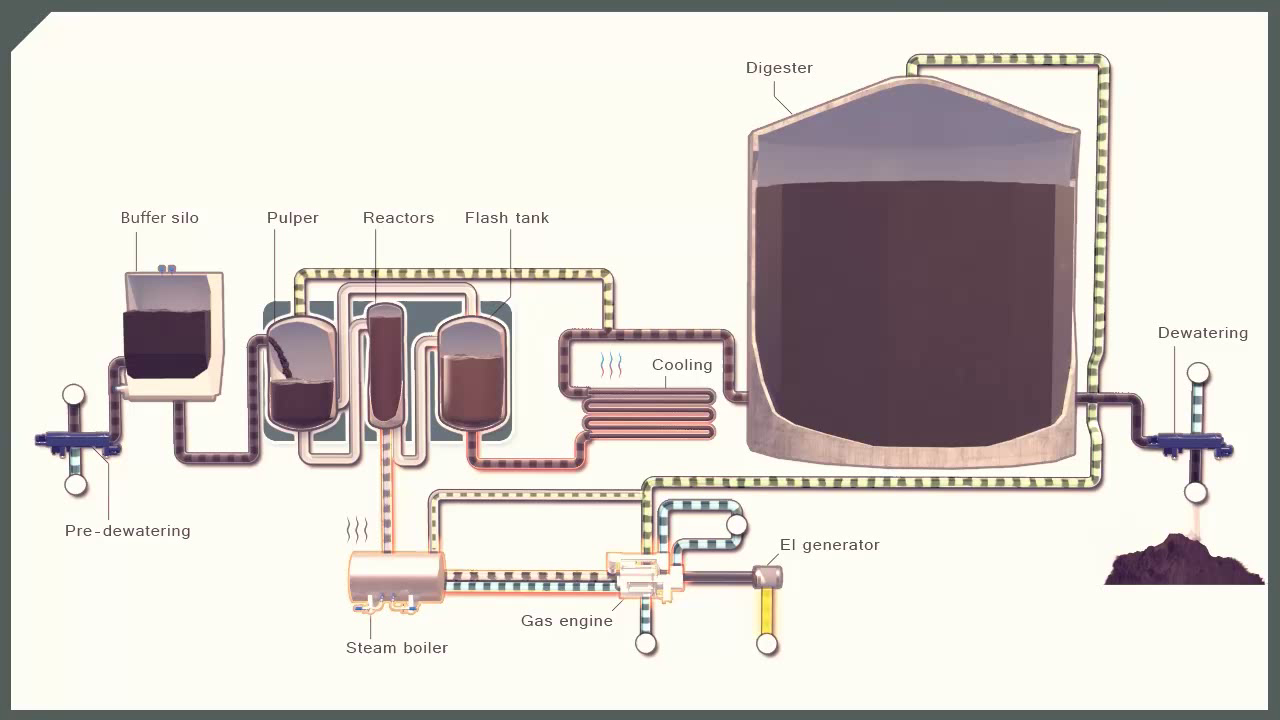 Digester
Buffer silo
Pulper
Reactors
Flash tank
Dewatering
Cooling
Pre-dewatering
El generator
Gas engine
Steam boiler